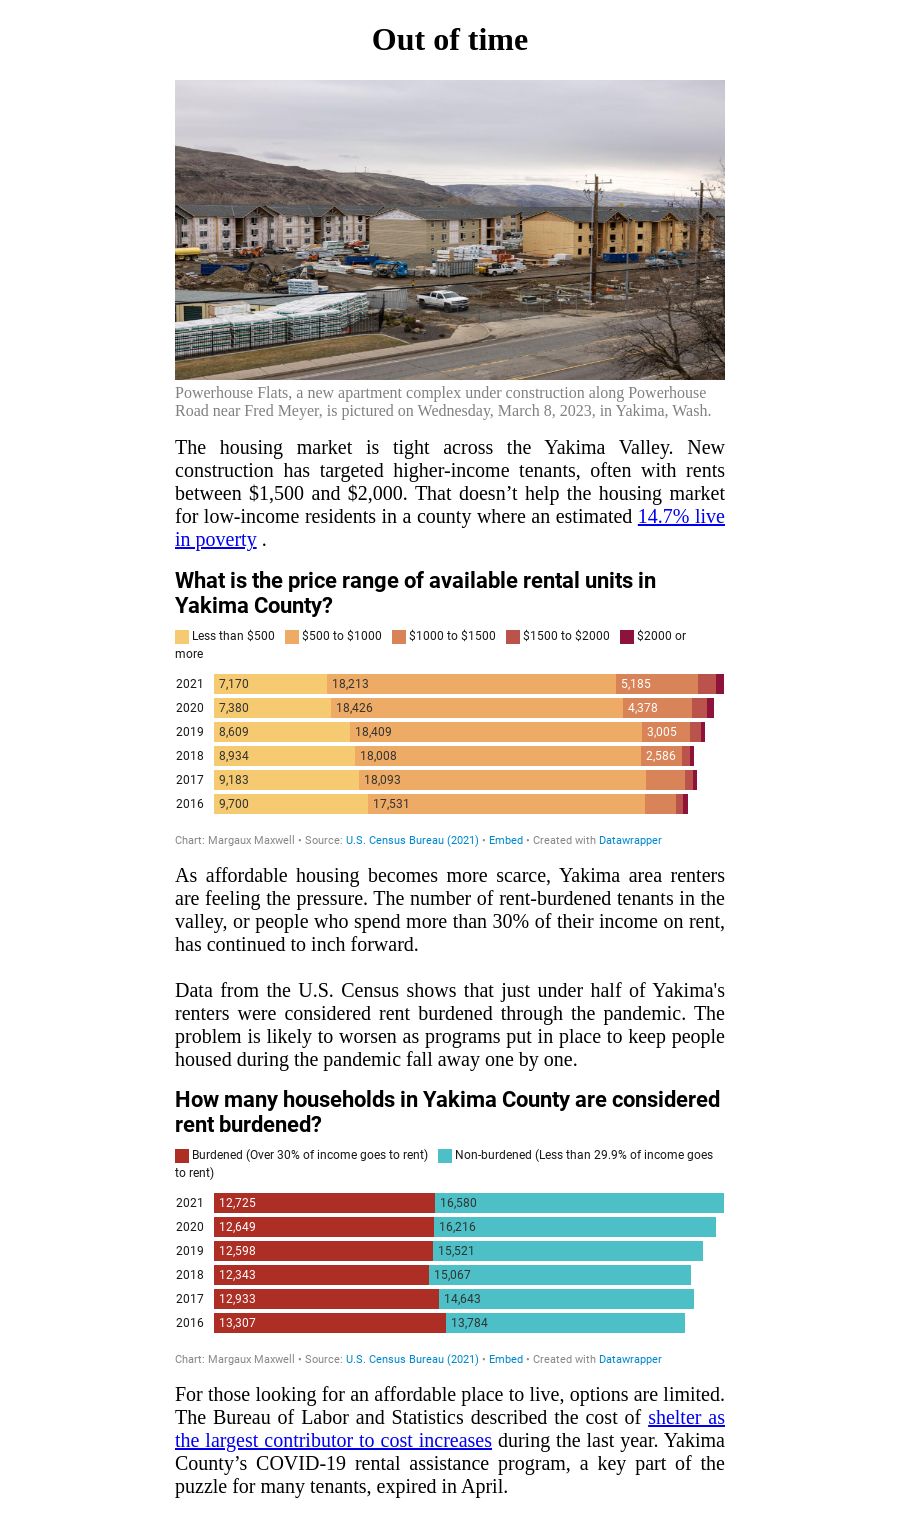 Out of time
Powerhouse Flats, a new apartment complex under construction along Powerhouse
Road near Fred Meyer, is pictured on Wednesday, March 8, 2023, in Yakima, Wash.
The housing market is tight across the Yakima Valley. New
construction has targeted higher-income tenants, often with rents
between $1,500 and $2,000. That doesn’t help the housing market
for low-income residents in a county where an estimated 14.7% live
in poverty .
What is the price range of available rental units in
Yakima County?
Less than $500 $500 to $1000 $1000 to $1500 $1500 to $2000 $2000 or
more
2021 7,170 18,213 5,185
2020 7,380 18,426 4,378
2019 8,609 18,409 3,005
2018 8,934 18,008 2,586
2017 9,183 18,093
2016 9,700 17,531
Chart: Margaux Maxwell • Source: U.S. Census Bureau (2021) • Embed • Created with Datawrapper
As affordable housing becomes more scarce, Yakima area renters
are feeling the pressure. The number of rent-burdened tenants in the
valley, or people who spend more than 30% of their income on rent,
has continued to inch forward.
Data from the U.S. Census shows that just under half of Yakima's
renters were considered rent burdened through the pandemic. The
problem is likely to worsen as programs put in place to keep people
housed during the pandemic fall away one by one.
How many households in Yakima County are considered
rent burdened?
Burdened (Over 30% of income goes to rent) Non-burdened (Less than 29.9% of income goes
to rent)
2021 12,725 16,580
2020 12,649 16,216
2019 12,598 15,521
2018 12,343 15,067
2017 12,933 14,643
2016 13,307 13,784
Chart: Margaux Maxwell • Source: U.S. Census Bureau (2021) • Embed • Created with Datawrapper
For those looking for an affordable place to live, options are limited.
The Bureau of Labor and Statistics described the cost of shelter as
the largest contributor to cost increases during the last year. Yakima
County’s COVID-19 rental assistance program, a key part of the
puzzle for many tenants, expired in April.